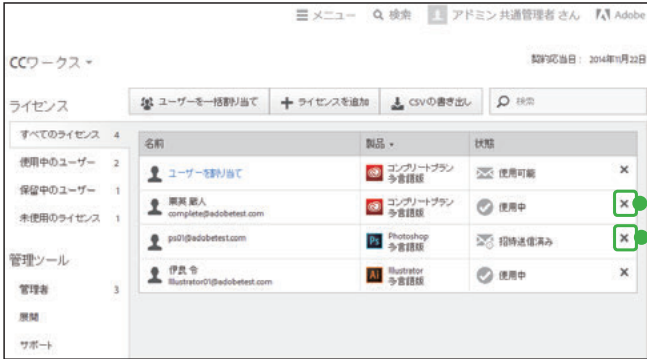 メニュー 検索 アドミン 共通管理者 さん Adobe
CCワークス
契約応当日： 2014年11月22日
ライセンス
ユーザーを一括割り当て ライセンスを追加 CSVの書き出し 検索
すべてのライセンス 4
名前 製品 状態
使用中のユーザー 2
ユーザーを割り当て コンプリートプラン 多言語版 使用可能 ×
保留中のユーザー 1
未使用のライセンス 1
栗英 蔵人 complete@adobetest.com コンプリートプラン 多言語版 使用中 ×
ps01@adobetest.com Ps Photoshop 多言語版 招待送信済み ×
管理ツール
管理者 3
伊良 令 Illustrator01@adobetest.com Ai Illustrator 多言語版 使用中 ×
展開
サポート